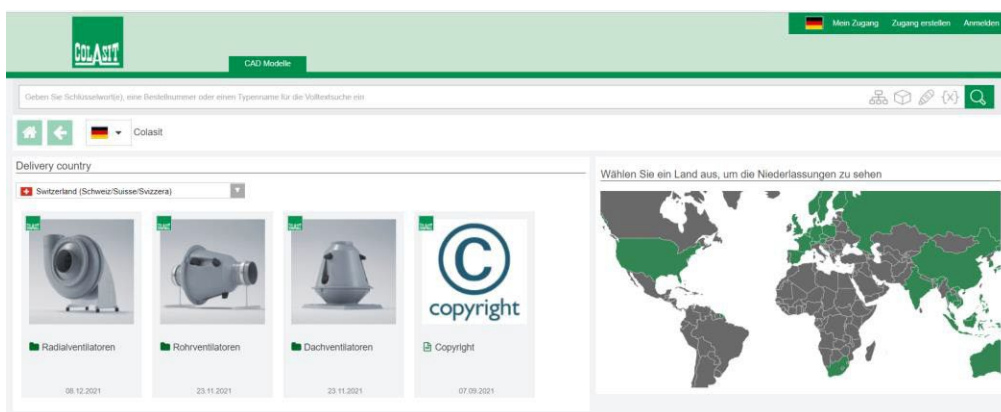 COLASIT
Mein Zugang Zugang erstellen Anmelden
CAD Modelle
Geben Sie Schlüsselwort(e), eine Bestellnummer oder einen Typenname für die Volltextsuche ein
Colasit
Delivery country
Switzerland (Schweiz/Suisse/Svizzera)
Radialventilatoren
08.12.2021
Rohrventilatoren
23.11.2021
Dachventilatoren
23.11.2021
C
copyright
Copyright
07.09.2021
Wählen Sie ein Land aus, um die Niederlassungen zu sehen